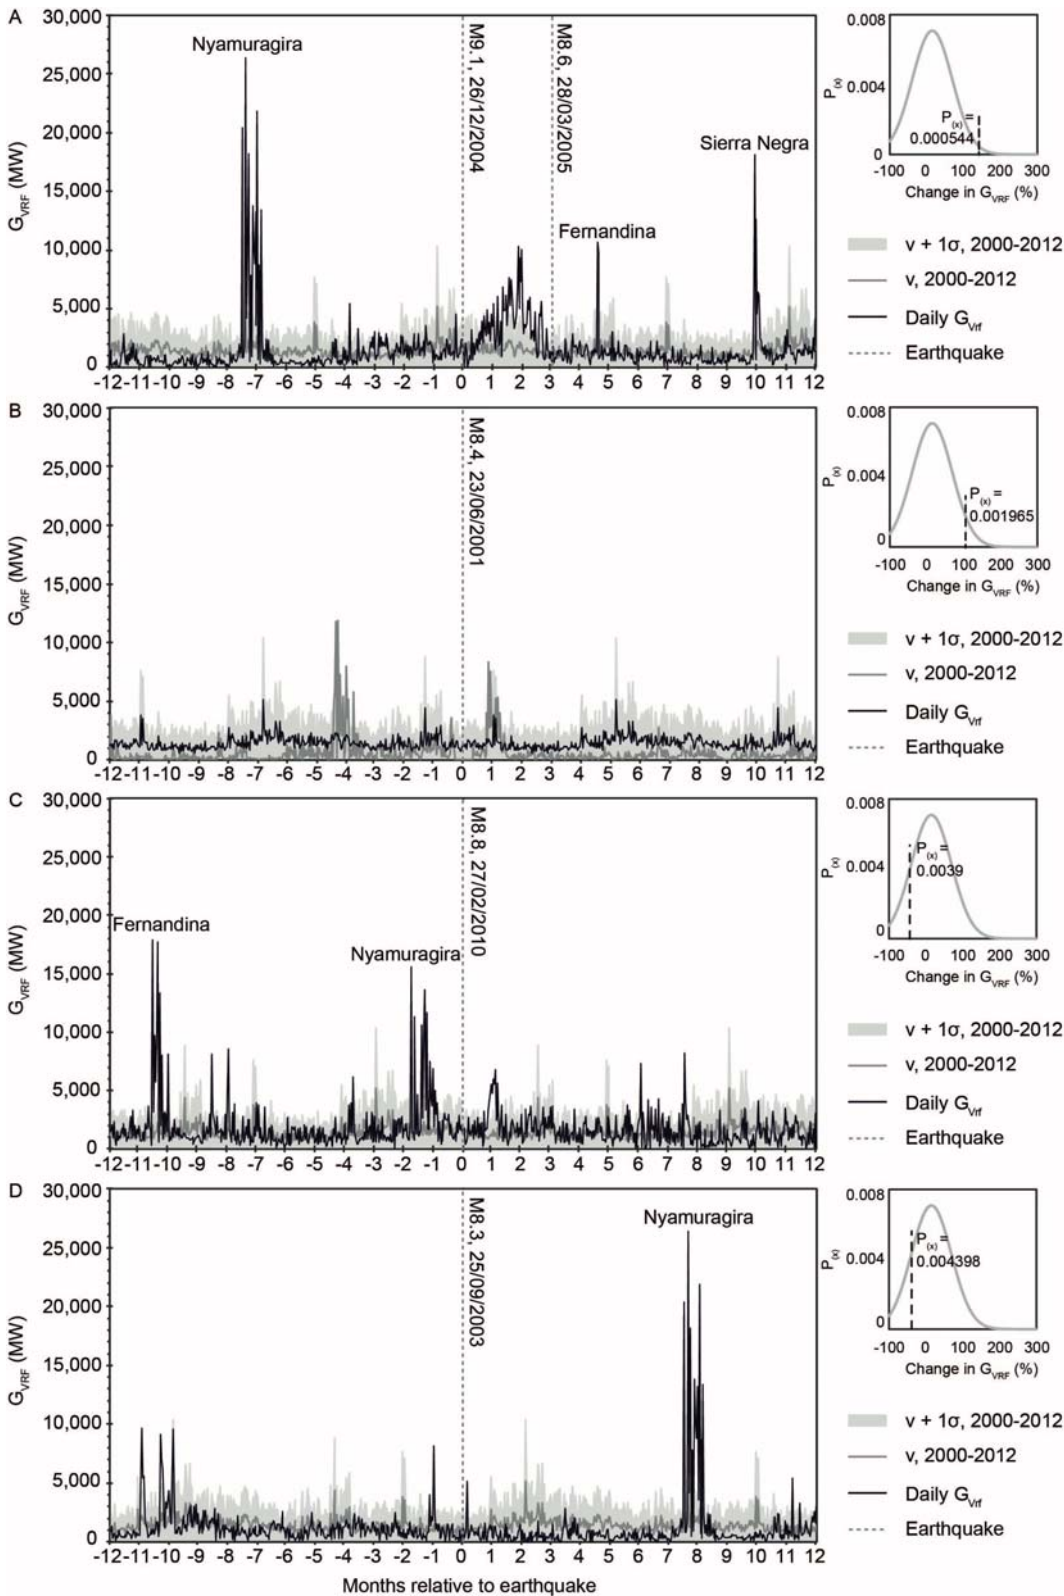 A
30,000
25,000
20,000
15,000
10,000
5,000
0
G_VRF (MW)
Nyamuragira
M9.1, 26/12/2004
M8.6, 28/03/2005
Fernandina
Sierra Negra
-12 -11 -10 -9 -8 -7 -6 -5 -4 -3 -2 -1 0 1 2 3 4 5 6 7 8 9 10 11 12
0.008
0.004
0
P(x)
P(x) =
0.000544
-100 0 100 200 300
Change in G_VRF (%)
v + 1σ, 2000-2012
v, 2000-2012
Daily G_Vrf
Earthquake
B
30,000
25,000
20,000
15,000
10,000
5,000
0
G_VRF (MW)
M8.4, 23/06/2001
-12 -11 -10 -9 -8 -7 -6 -5 -4 -3 -2 -1 0 1 2 3 4 5 6 7 8 9 10 11 12
0.008
0.004
0
P(x)
P(x) =
0.001965
-100 0 100 200 300
Change in G_VRF (%)
v + 1σ, 2000-2012
v, 2000-2012
Daily G_Vrf
Earthquake
C
30,000
25,000
20,000
15,000
10,000
5,000
0
G_VRF (MW)
Fernandina
Nyamuragira
M8.8, 27/02/2010
-12 -11 -10 -9 -8 -7 -6 -5 -4 -3 -2 -1 0 1 2 3 4 5 6 7 8 9 10 11 12
0.008
0.004
0
P(x)
P(x) =
0.0039
-100 0 100 200 300
Change in G_VRF (%)
v + 1σ, 2000-2012
v, 2000-2012
Daily G_Vrf
Earthquake
D
30,000
25,000
20,000
15,000
10,000
5,000
0
G_VRF (MW)
M8.3, 25/09/2003
Nyamuragira
-12 -11 -10 -9 -8 -7 -6 -5 -4 -3 -2 -1 0 1 2 3 4 5 6 7 8 9 10 11 12
Months relative to earthquake
0.008
0.004
0
P(x)
P(x) =
0.004398
-100 0 100 200 300
Change in G_VRF (%)
v + 1σ, 2000-2012
v, 2000-2012
Daily G_Vrf
Earthquake